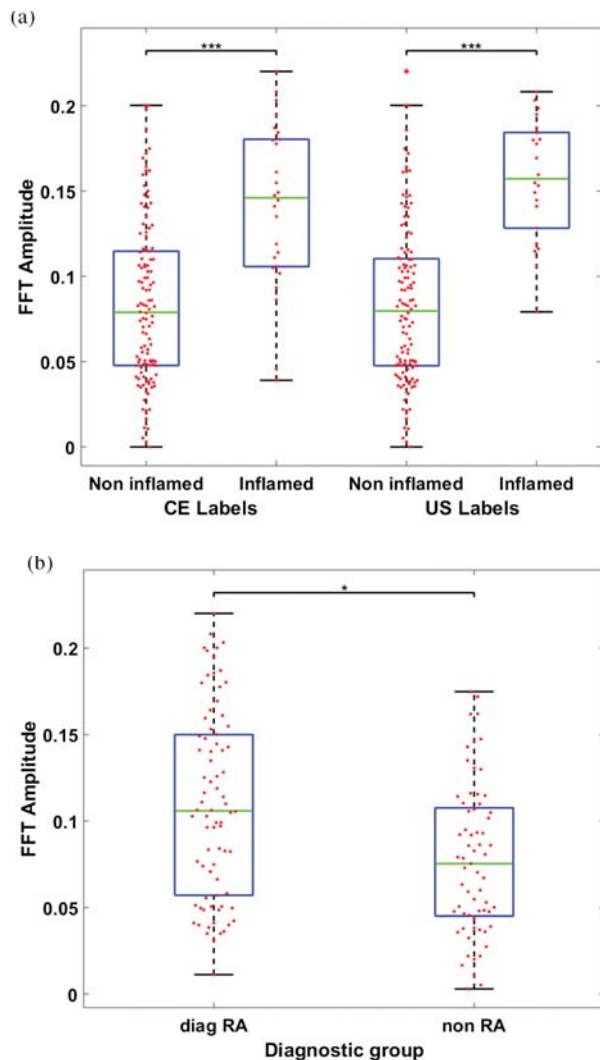 (a)
***
***
0.2
0.15
0.1
0.05
0
FFT Amplitude
Non inflamed Inflamed Non inflamed Inflamed
CE Labels US Labels
(b)
*
0.2
0.15
0.1
0.05
0
FFT Amplitude
diag RA non RA
Diagnostic group